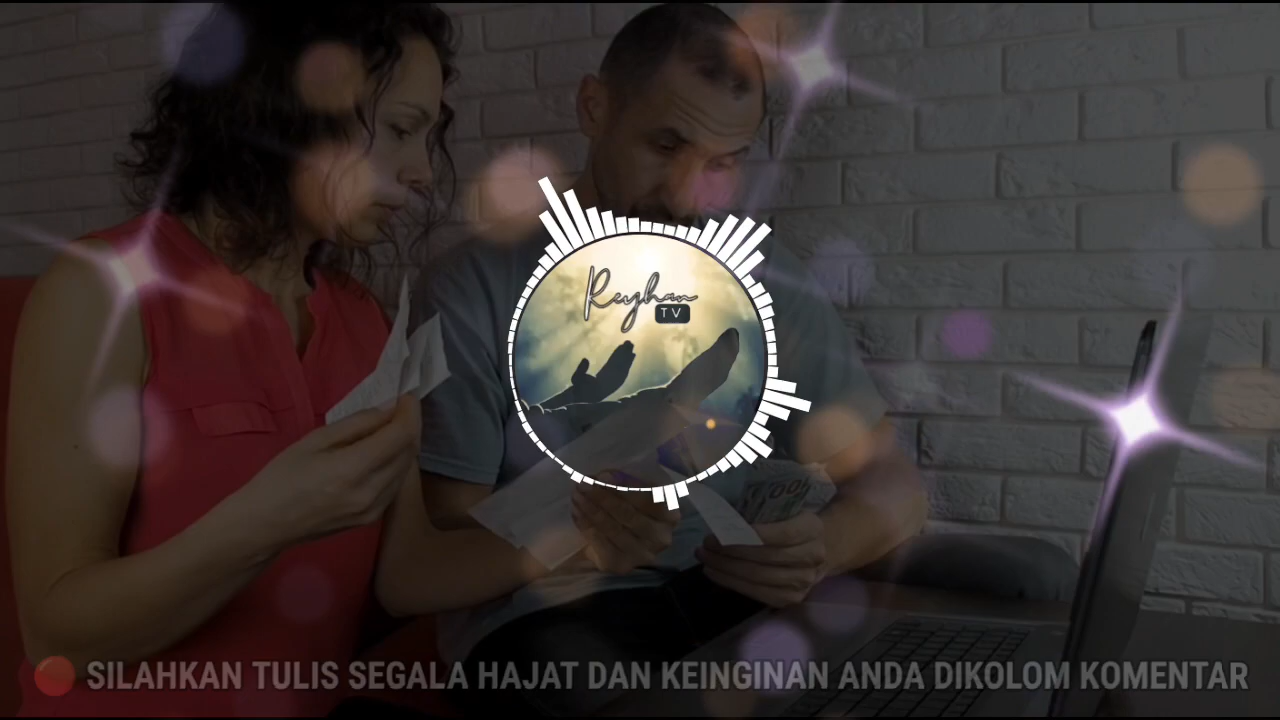 Reyhan
TV
SILAHKAN TULIS SEGALA HAJAT DAN KEINGINAN ANDA DIKOLOM KOMENTAR